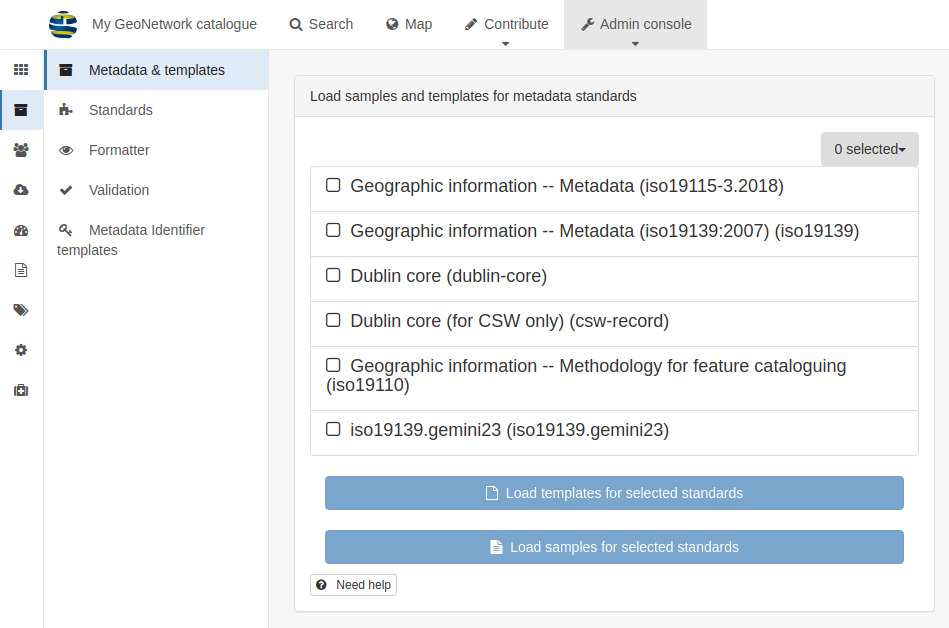 My GeoNetwork catalogue
Search
Map
Contribute
Admin console
Metadata & templates
Standards
Formatter
Validation
Metadata Identifier
templates
Load samples and templates for metadata standards
0 selected
Geographic information -- Metadata (iso19115-3.2018)
Geographic information -- Metadata (iso19139:2007) (iso19139)
Dublin core (dublin-core)
Dublin core (for CSW only) (csw-record)
Geographic information -- Methodology for feature cataloguing
(iso19110)
iso19139.gemini23 (iso19139.gemini23)
Load templates for selected standards
Load samples for selected standards
Need help